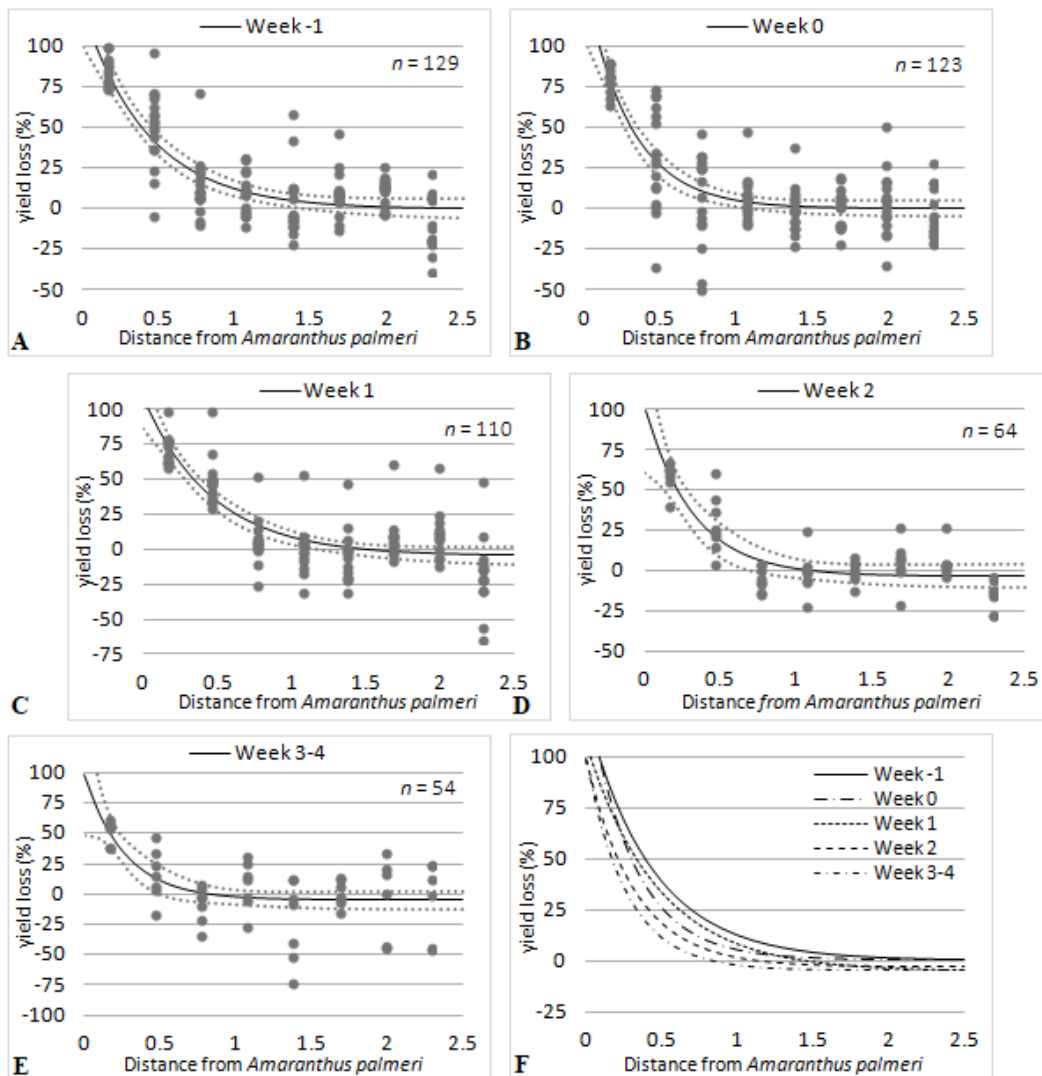 Week -1
n = 129
yield loss (%)
100
75
50
25
0
-25
-50
0 0.5 1 1.5 2 2.5
Distance from Amaranthus palmeri
A
Week 0
n = 123
yield loss (%)
100
75
50
25
0
-25
-50
0 0.5 1 1.5 2 2.5
Distance from Amaranthus palmeri
B
Week 1
n = 110
yield loss (%)
100
75
50
25
0
-25
-50
-75
0 0.5 1 1.5 2 2.5
Distance from Amaranthus palmeri
C
Week 2
n = 64
yield loss (%)
100
75
50
25
0
-25
-50
0 0.5 1 1.5 2 2.5
Distance from Amaranthus palmeri
D
Week 3-4
n = 54
yield loss (%)
100
75
50
25
0
-25
-50
-75
-100
0 0.5 1 1.5 2 2.5
Distance from Amaranthus palmeri
E
Week -1
Week 0
Week 1
Week 2
Week 3-4
yield loss (%)
100
75
50
25
0
-25
0 0.5 1 1.5 2 2.5
Distance from Amaranthus palmeri
F